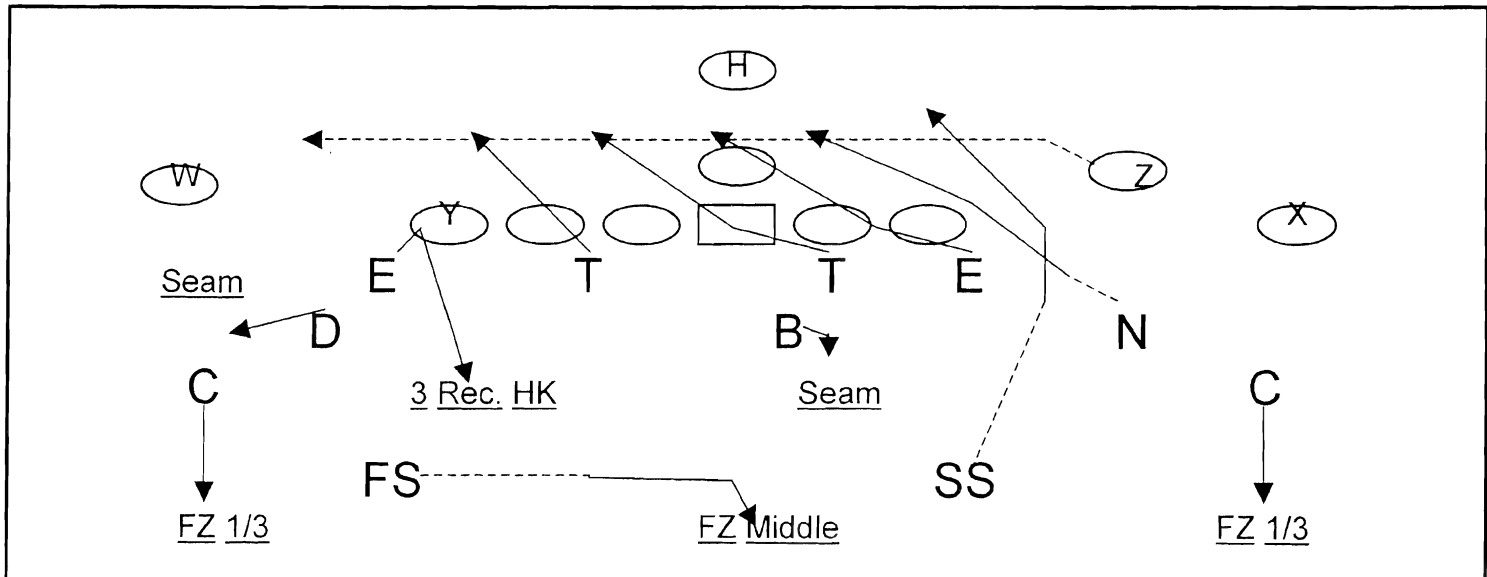 H
W Z
Y X
E T T E
Seam
D B N
C 3 Rec. HK Seam C
FS SS
FZ 1/3 FZ Middle FZ 1/3